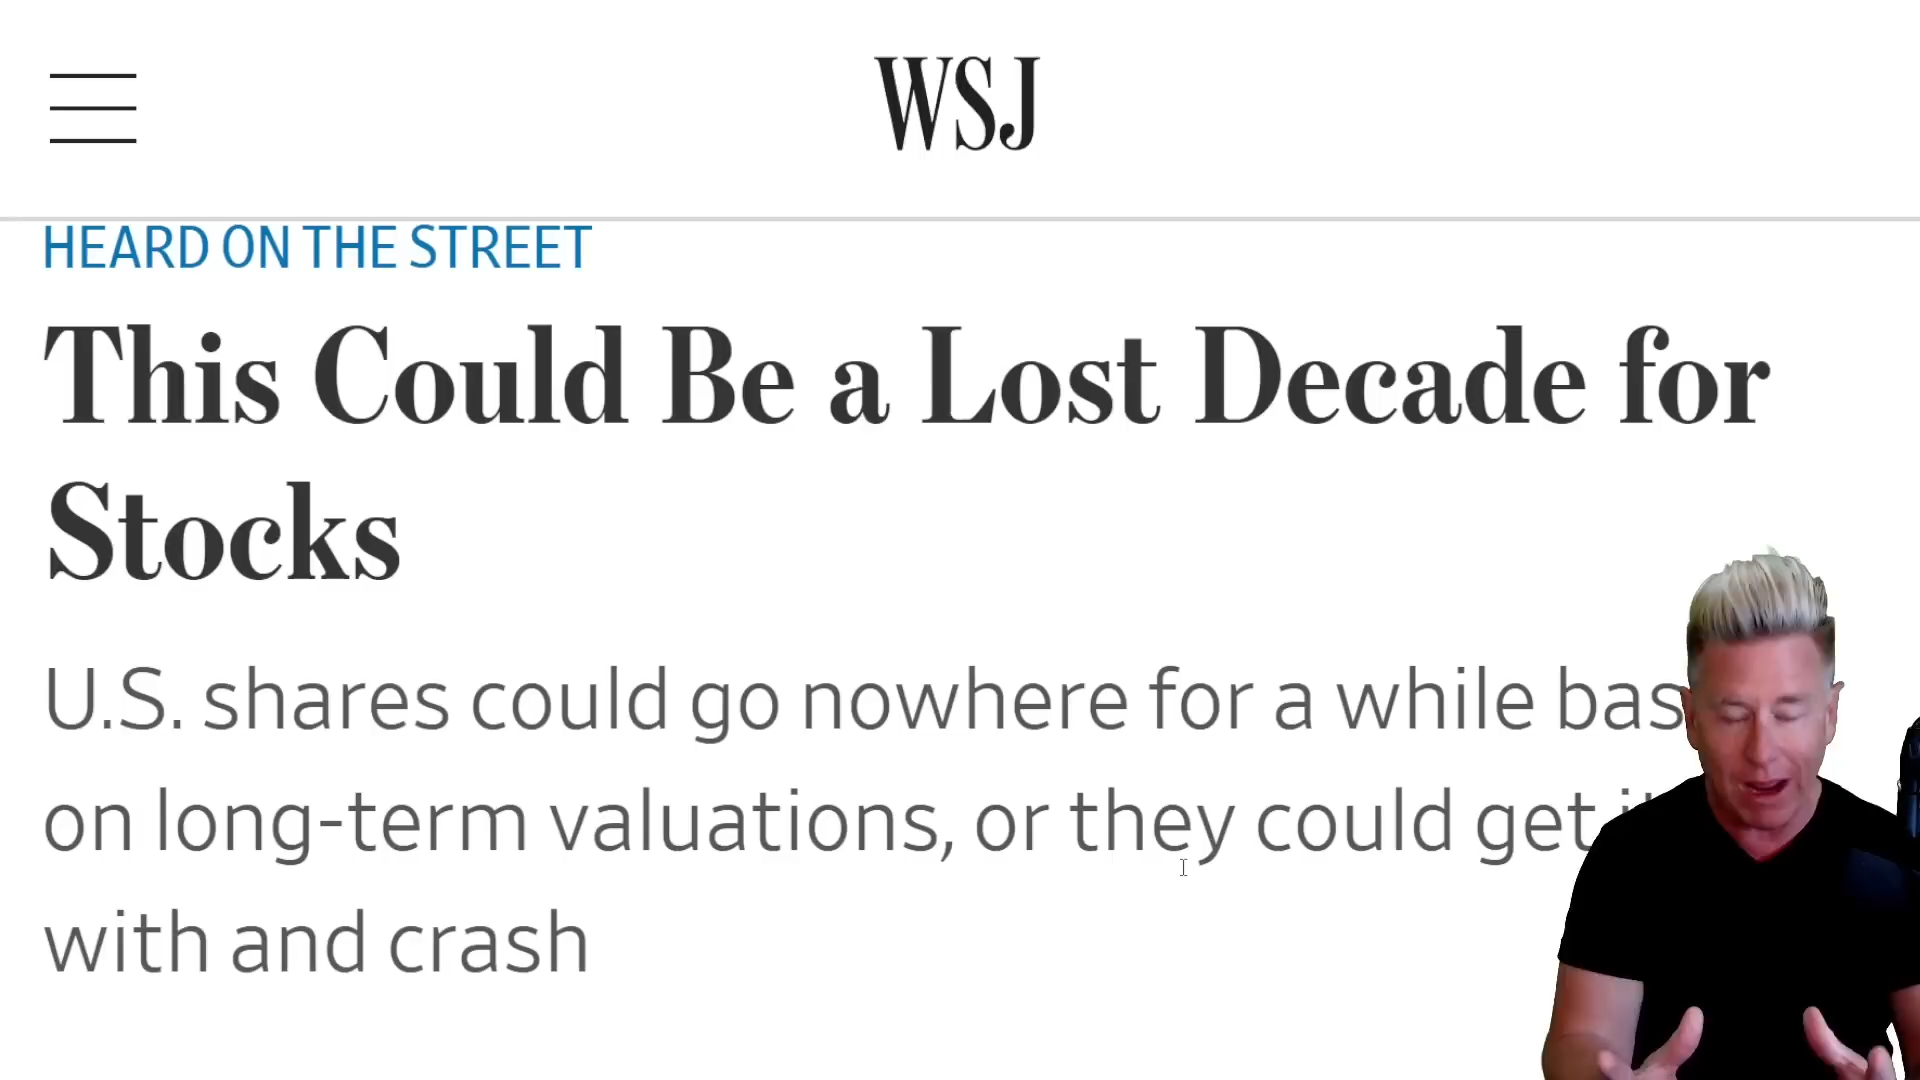 WSJ
HEARD ON THE STREET
This Could Be a Lost Decade for
Stocks
U.S. shares could go nowhere for a while
on long-term valuations, or they could get
with and crash